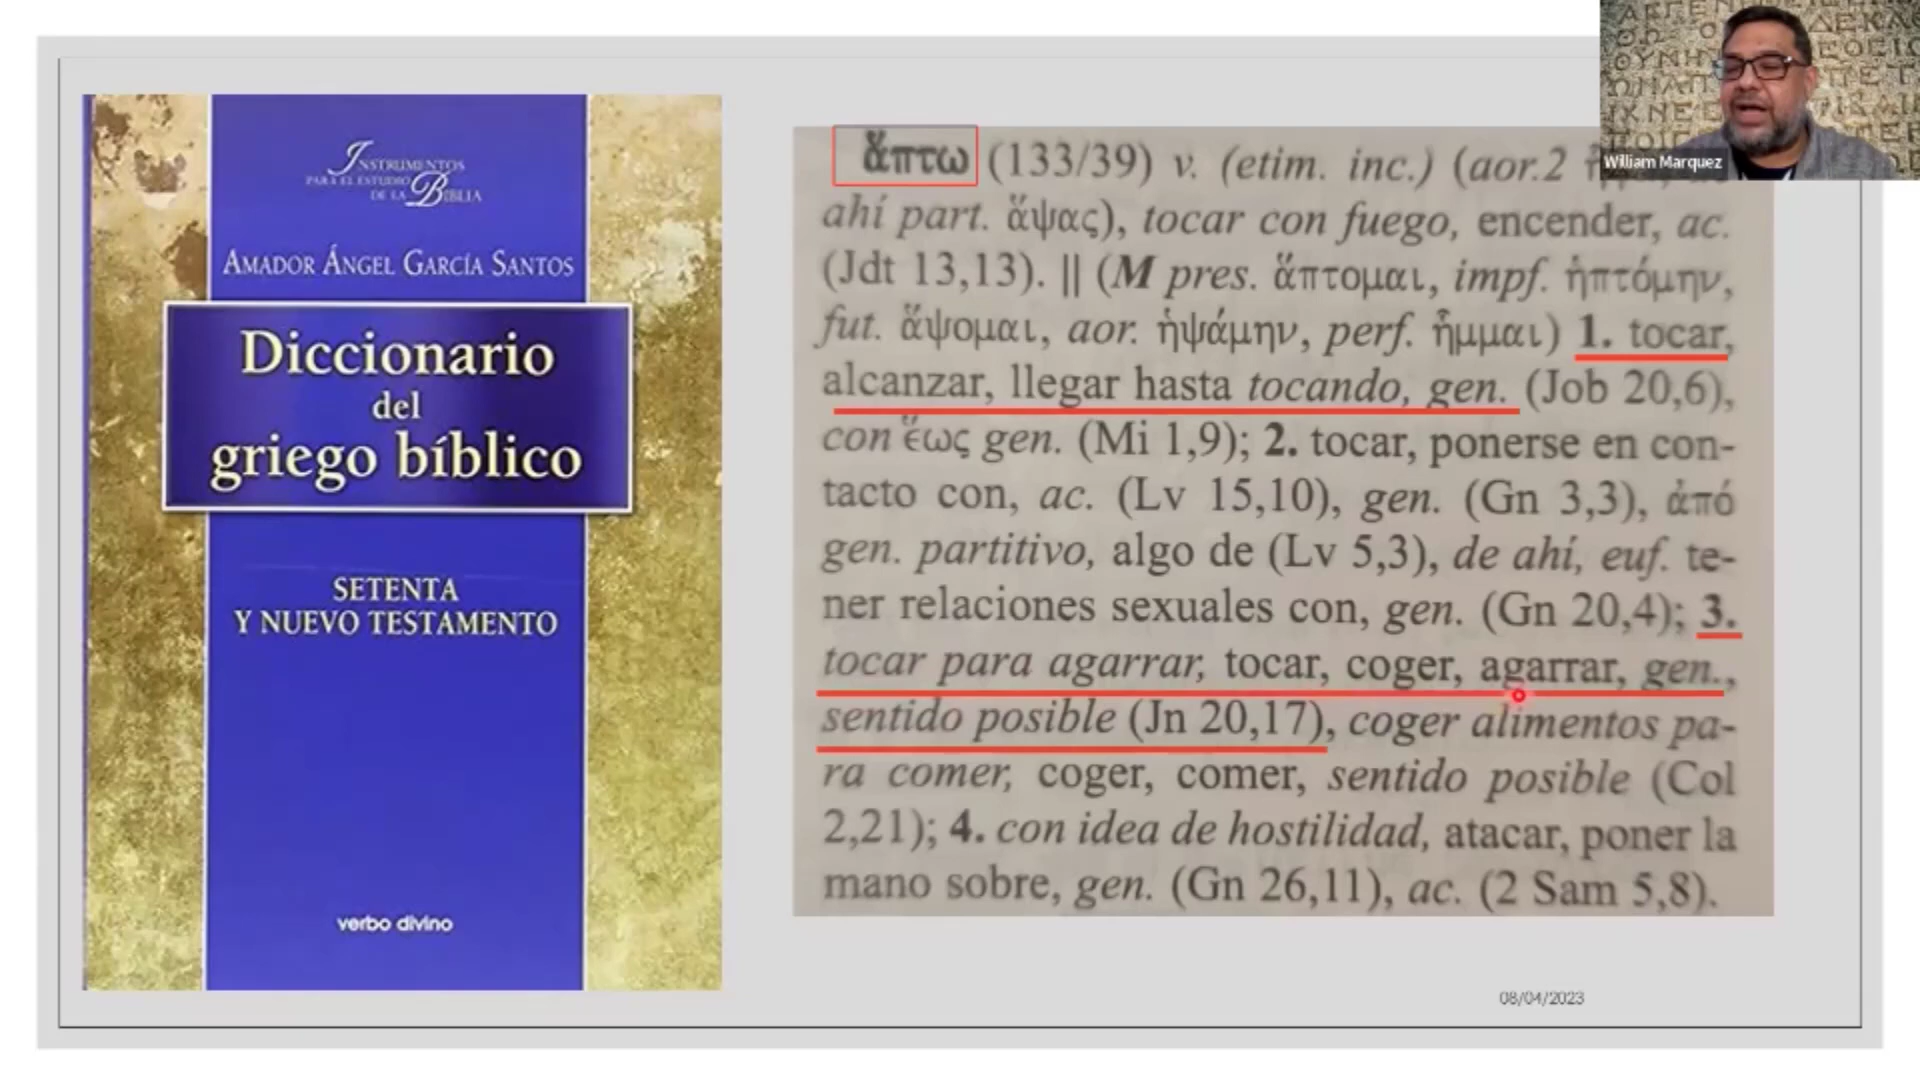 INSTRUMENTOS
PARA EL ESTUDIO
DE LA BIBLIA
AMADOR ÁNGEL GARCÍA SANTOS
Diccionario
del
griego bíblico
SETENTA
Y NUEVO TESTAMENTO
verbo divino
ἅπτω (133/39) v. (etim. inc.) (aor.2
ahí part. ἅψας), tocar con fuego, encender, ac.
(Jdt 13,13). || (M pres. ἅπτομαι, impf. ἡπτόμην,
fut. ἅψομαι, aor. ἡψάμην, perf. ἧμμαι) 1. tocar,
alcanzar, llegar hasta tocando, gen. (Job 20,6),
con ἕως gen. (Mi 1,9); 2. tocar, ponerse en con-
tacto con, ac. (Lv 15,10), gen. (Gn 3,3), ἀπό
gen. partitivo, algo de (Lv 5,3), de ahí, euf. te-
ner relaciones sexuales con, gen. (Gn 20,4); 3.
tocar para agarrar, tocar, coger, agarrar, gen.,
sentido posible (Jn 20,17), coger alimentos pa-
ra comer, coger, comer, sentido posible (Col
2,21); 4. con idea de hostilidad, atacar, poner la
mano sobre, gen. (Gn 26,11), ac. (2 Sam 5,8).
William Marquez
08/04/2023